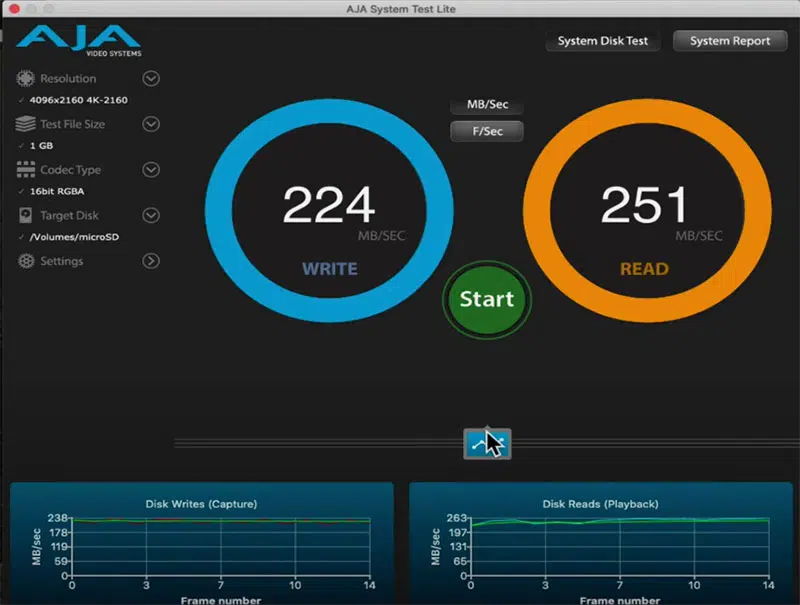 AJA System Test Lite
AJA
VIDEO SYSTEMS
System Disk Test
System Report
Resolution
✓ 4096x2160 4K-2160
Test File Size
✓ 1 GB
Codec Type
✓ 16bit RGBA
Target Disk
✓ /Volumes/microSD
Settings
MB/Sec
F/Sec
224
MB/SEC
WRITE
251
MB/SEC
READ
Start
Disk Writes (Capture)
MB/sec
238
178
119
59
0
0 3 7 10 14
Frame number
Disk Reads (Playback)
MB/sec
263
197
131
65
0
0 3 7 10 14
Frame number